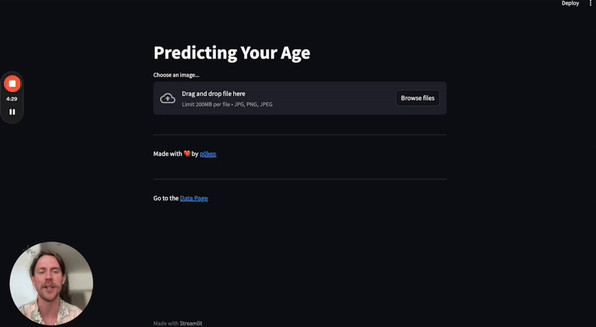 Deploy
Predicting Your Age
Choose an image...
Drag and drop file here
Limit 200MB per file • JPG, PNG, JPEG
Browse files
4:29
Made with ❤️ by p0kes
Go to the Data Page
Made with Streamlit